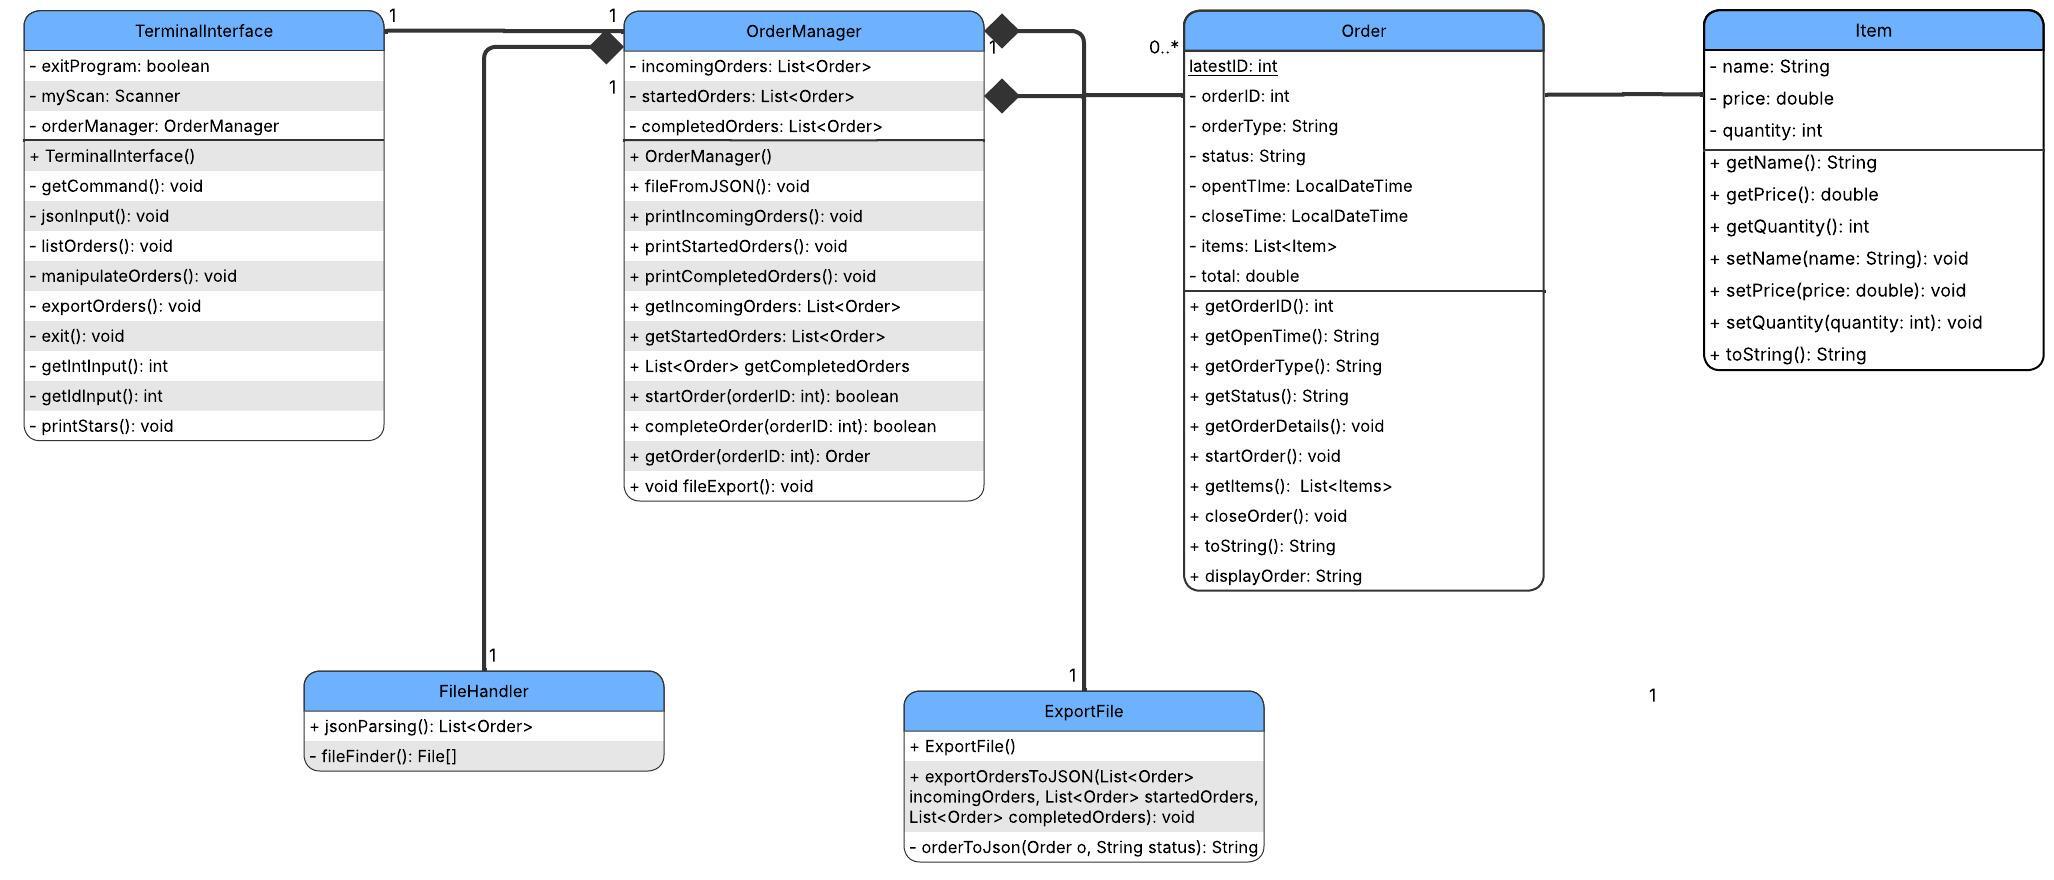 TerminalInterface
- exitProgram: boolean
- myScan: Scanner
- orderManager: OrderManager
+ TerminalInterface()
- getCommand(): void
- jsonInput(): void
- listOrders(): void
- manipulateOrders(): void
- exportOrders(): void
- exit(): void
- getIntInput(): int
- getIdInput(): int
- printStars(): void
1
1
1
OrderManager
- incomingOrders: List<Order>
- startedOrders: List<Order>
- completedOrders: List<Order>
+ OrderManager()
+ fileFromJSON(): void
+ printIncomingOrders(): void
+ printStartedOrders(): void
+ printCompletedOrders(): void
+ getIncomingOrders: List<Order>
+ getStartedOrders: List<Order>
+ List<Order> getCompletedOrders
+ startOrder(orderID: int): boolean
+ completeOrder(orderID: int): boolean
+ getOrder(orderID: int): Order
+ void fileExport(): void
1
0..*
Order
latestID: int
- orderID: int
- orderType: String
- status: String
- opentTIme: LocalDateTime
- closeTime: LocalDateTime
- items: List<Item>
- total: double
+ getOrderID(): int
+ getOpenTime(): String
+ getOrderType(): String
+ getStatus(): String
+ getOrderDetails(): void
+ startOrder(): void
+ getItems():  List<Items>
+ closeOrder(): void
+ toString(): String
+ displayOrder: String
Item
- name: String
- price: double
- quantity: int
+ getName(): String
+ getPrice(): double
+ getQuantity(): int
+ setName(name: String): void
+ setPrice(price: double): void
+ setQuantity(quantity: int): void
+ toString(): String
1
FileHandler
+ jsonParsing(): List<Order>
- fileFinder(): File[]
1
ExportFile
+ ExportFile()
+ exportOrdersToJSON(List<Order>
incomingOrders, List<Order> startedOrders,
List<Order> completedOrders): void
- orderToJson(Order o, String status): String
1